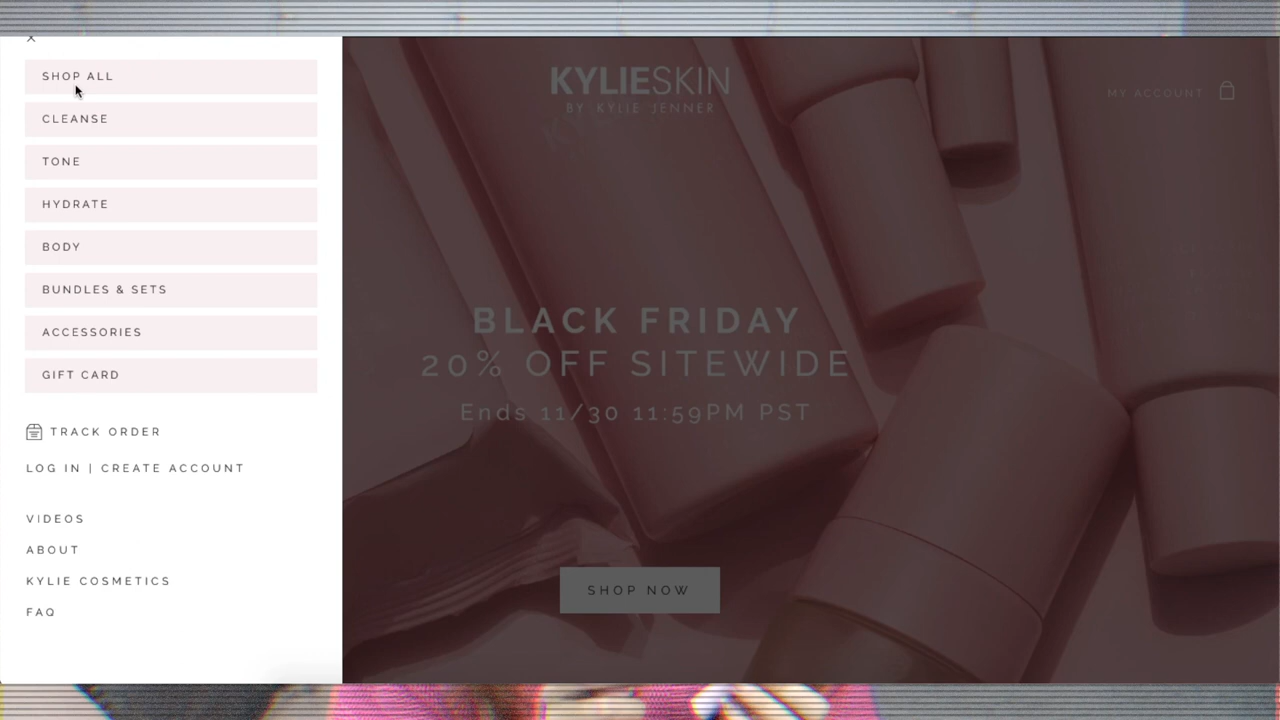 SHOP ALL
CLEANSE
TONE
HYDRATE
BODY
BUNDLES & SETS
ACCESSORIES
GIFT CARD
TRACK ORDER
LOG IN | CREATE ACCOUNT
VIDEOS
ABOUT
KYLIE COSMETICS
FAQ
KYLIESKIN
BY KYLIE JENNER
MY ACCOUNT
BLACK FRIDAY
20% OFF SITEWIDE
Ends 11/30 11:59PM PST
SHOP NOW